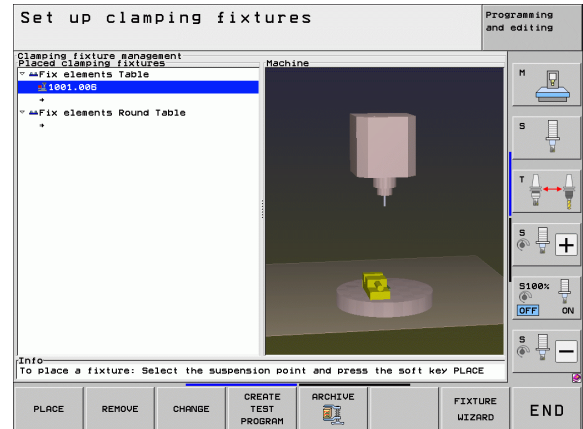 Set up clamping fixtures
Programming
and editing
Clamping fixture management
Placed clamping fixtures
Machine
Fix elements Table
1001.006
Fix elements Round Table
M
S
T
S
S100%
OFF ON
S
Info
To place a fixture: Select the suspension point and press the soft key PLACE
PLACE
REMOVE
CHANGE
CREATE
TEST
PROGRAM
ARCHIVE
FIXTURE
WIZARD
END